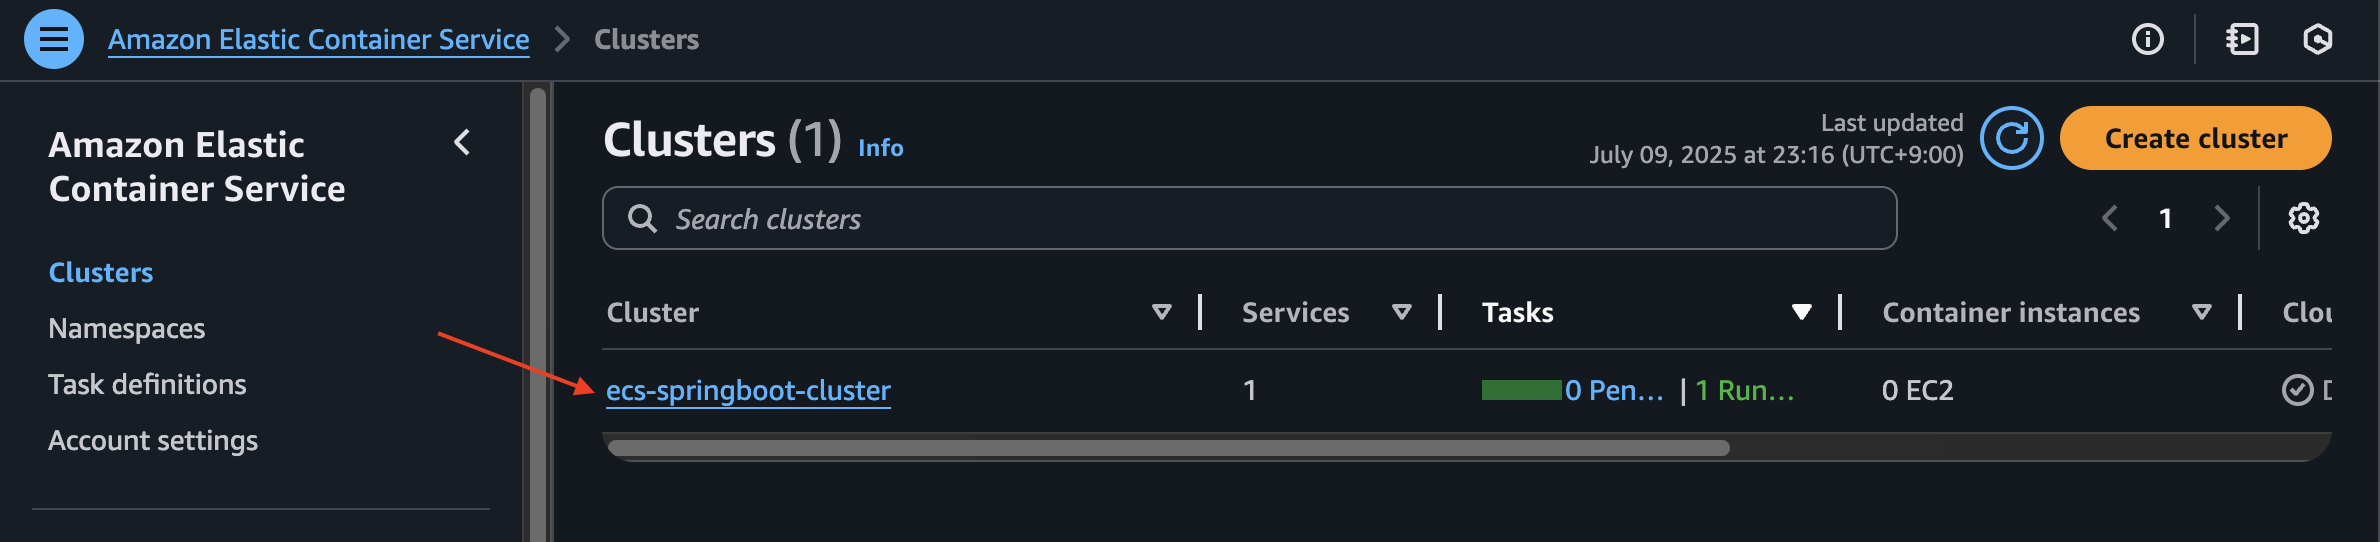 Amazon Elastic Container Service > Clusters
Amazon Elastic
Container Service
Clusters
Namespaces
Task definitions
Account settings
Clusters (1) Info
Last updated
July 09, 2025 at 23:16 (UTC+9:00)
Create cluster
Search clusters
1
Cluster Services Tasks Container instances Clou
ecs-springboot-cluster 1 0 Pen... | 1 Run... 0 EC2